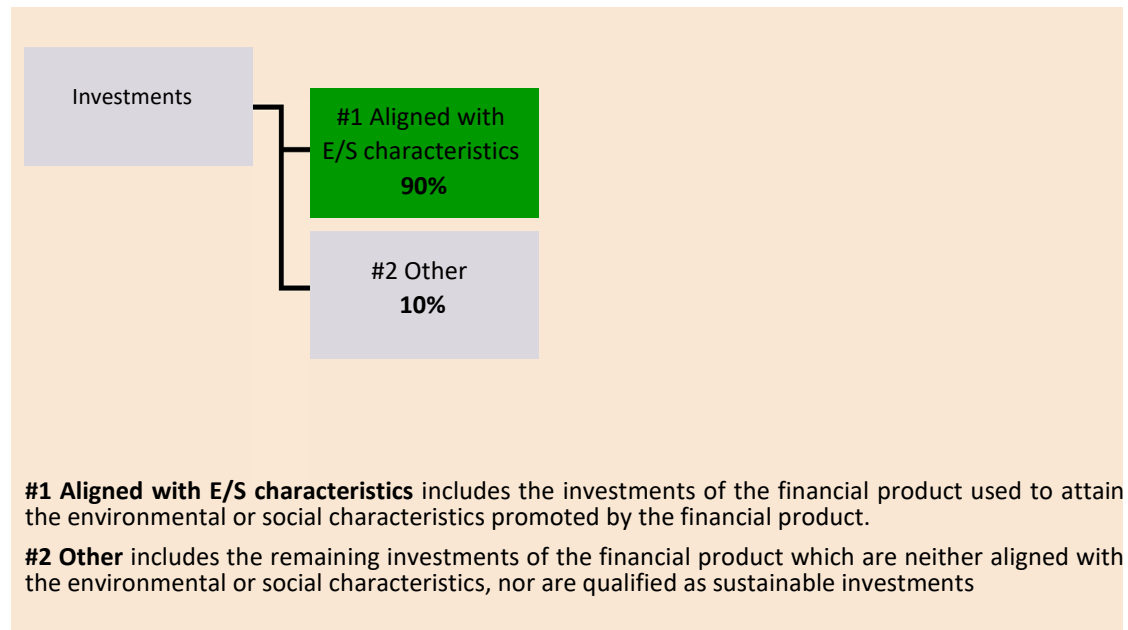 Investments
#1 Aligned with
E/S characteristics
90%
#2 Other
10%
#1 Aligned with E/S characteristics includes the investments of the financial product used to attain
the environmental or social characteristics promoted by the financial product.
#2 Other includes the remaining investments of the financial product which are neither aligned with
the environmental or social characteristics, nor are qualified as sustainable investments